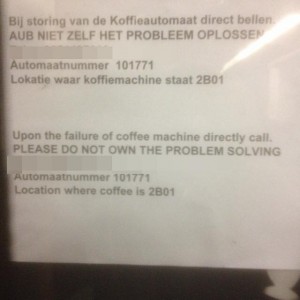 Bij storing van de Koffieautomaat direct bellen.
AUB NIET ZELF HET PROBLEEM OPLOSSEN
Automaatnummer 101771
Lokatie waar koffiemachine staat 2B01
Upon the failure of coffee machine directly call.
PLEASE DO NOT OWN THE PROBLEM SOLVING
Automaatnummer 101771
Location where coffee is 2B01